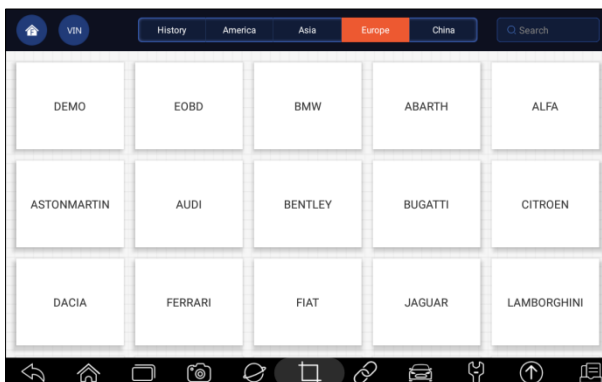 VIN History America Asia Europe China Search
DEMO EOBD BMW ABARTH ALFA
ASTONMARTIN AUDI BENTLEY BUGATTI CITROEN
DACIA FERRARI FIAT JAGUAR LAMBORGHINI